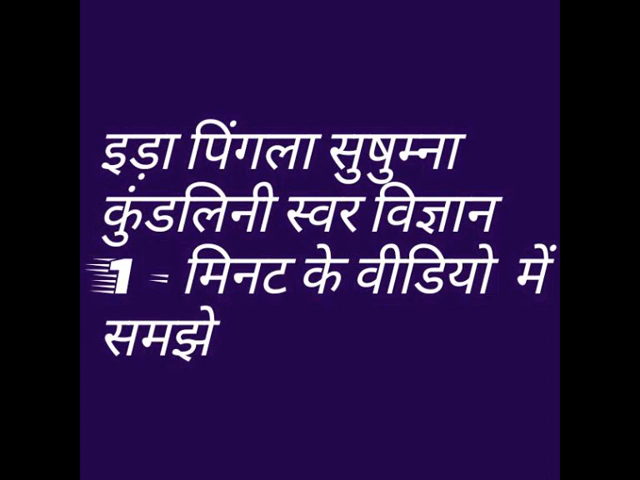 इड़ा पिंगला सुषुम्ना
कुंडलिनी स्वर विज्ञान
1 - मिनट के वीडियो में
समझे